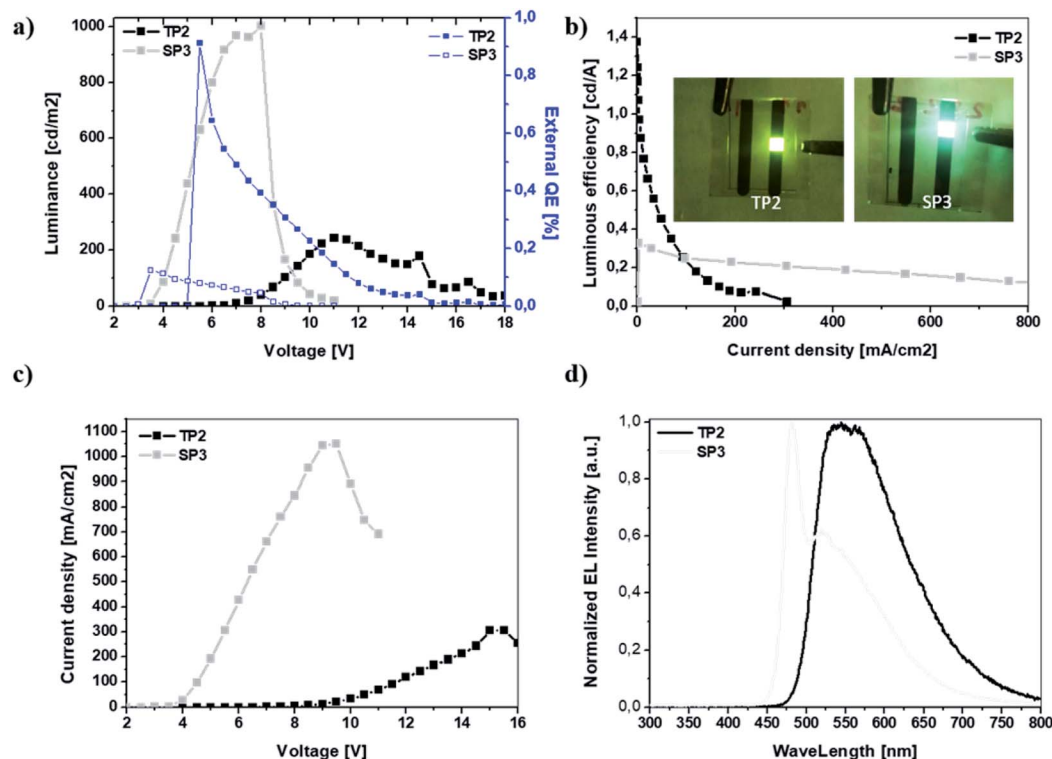 a)
TP2
SP3
TP2
SP3
1000
800
600
400
200
0
Luminance [cd/m2]
1,0
0,8
0,6
0,4
0,2
0,0
External QE [%]
2 4 6 8 10 12 14 16 18
Voltage [V]
b)
TP2
SP3
1,4
1,2
1,0
0,8
0,6
0,4
0,2
0,0
Luminous efficiency [cd/A]
TP2
SP3
0 200 400 600 800
Current density [mA/cm2]
c)
TP2
SP3
1100
1000
900
800
700
600
500
400
300
200
100
0
Current density [mA/cm2]
2 4 6 8 10 12 14 16
Voltage [V]
d)
TP2
SP3
1,0
0,8
0,6
0,4
0,2
0,0
Normalized EL Intensity [a.u.]
300 350 400 450 500 550 600 650 700 750 800
WaveLength [nm]